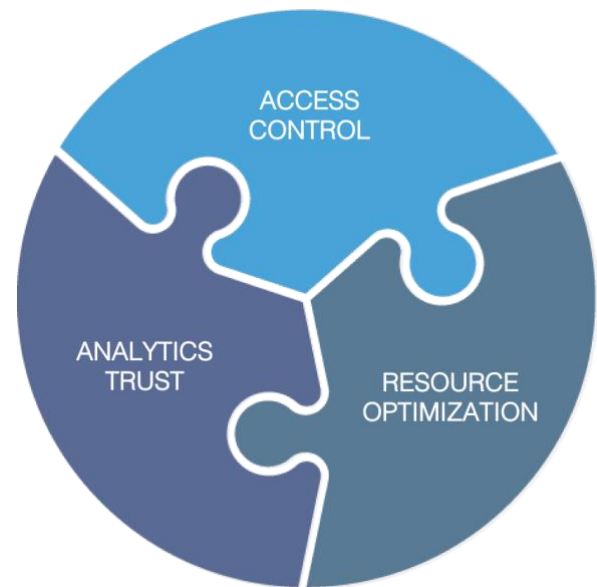 ACCESS
CONTROL
ANALYTICS
TRUST
RESOURCE
OPTIMIZATION